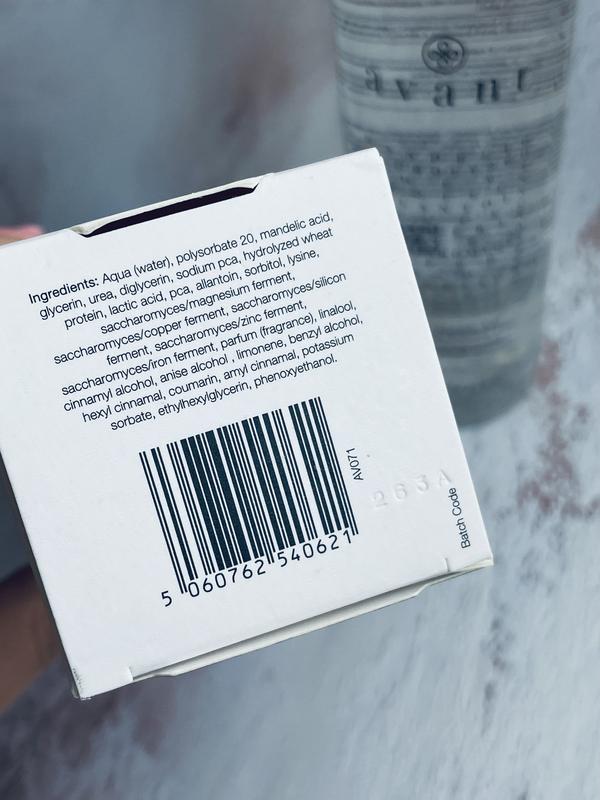 avant
Ingredients: Aqua (water), polysorbate 20, mandelic acid,
glycerin, urea, diglycerin, sodium pca, hydrolyzed wheat
protein, lactic acid, pca, allantoin, sorbitol, lysine,
saccharomyces/magnesium ferment,
saccharomyces/copper ferment, saccharomyces/silicon
ferment, saccharomyces/zinc ferment,
saccharomyces/iron ferment, parfum (fragrance), linalool,
cinnamyl alcohol, anise alcohol , limonene, benzyl alcohol,
hexyl cinnamal, coumarin, amyl cinnamal, potassium
sorbate, ethylhexylglycerin, phenoxyethanol.
5 060762 540621
AV071
263A
Batch Code